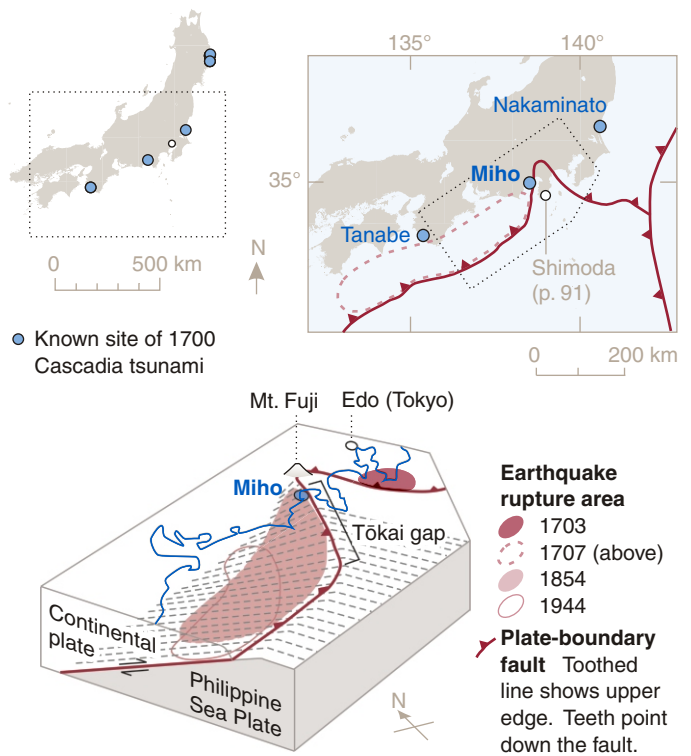 0
500 km
N
Known site of 1700
Cascadia tsunami
135°
140°
35°
Nakaminato
Miho
Tanabe
Shimoda
(p. 91)
0
200 km
Mt. Fuji
Edo (Tokyo)
Miho
Tōkai gap
Continental
plate
Philippine
Sea Plate
N
Earthquake
rupture area
1703
1707 (above)
1854
1944
Plate-boundary
fault Toothed
line shows upper
edge. Teeth point
down the fault.